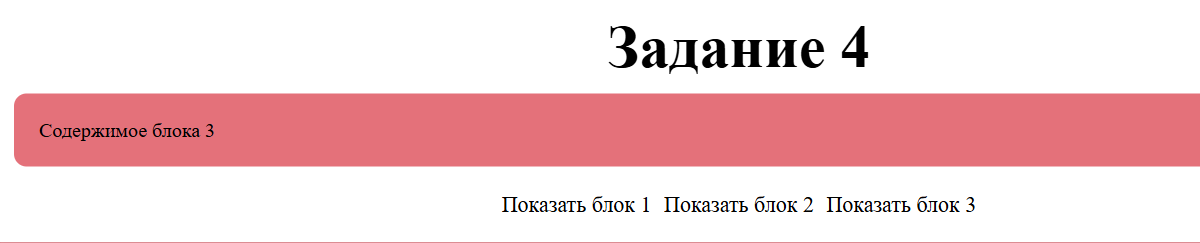 Задание 4
Содержимое блока 3
Показать блок 1 Показать блок 2 Показать блок 3